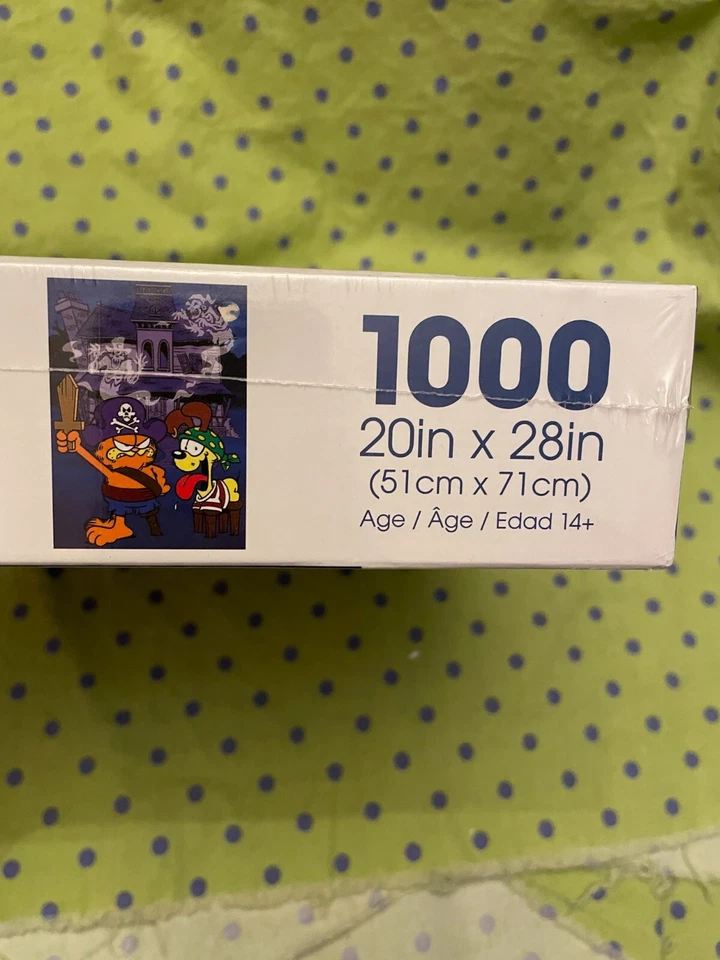 1000
20in x 28in
(51cm x 71cm)
Age / Âge / Edad 14+